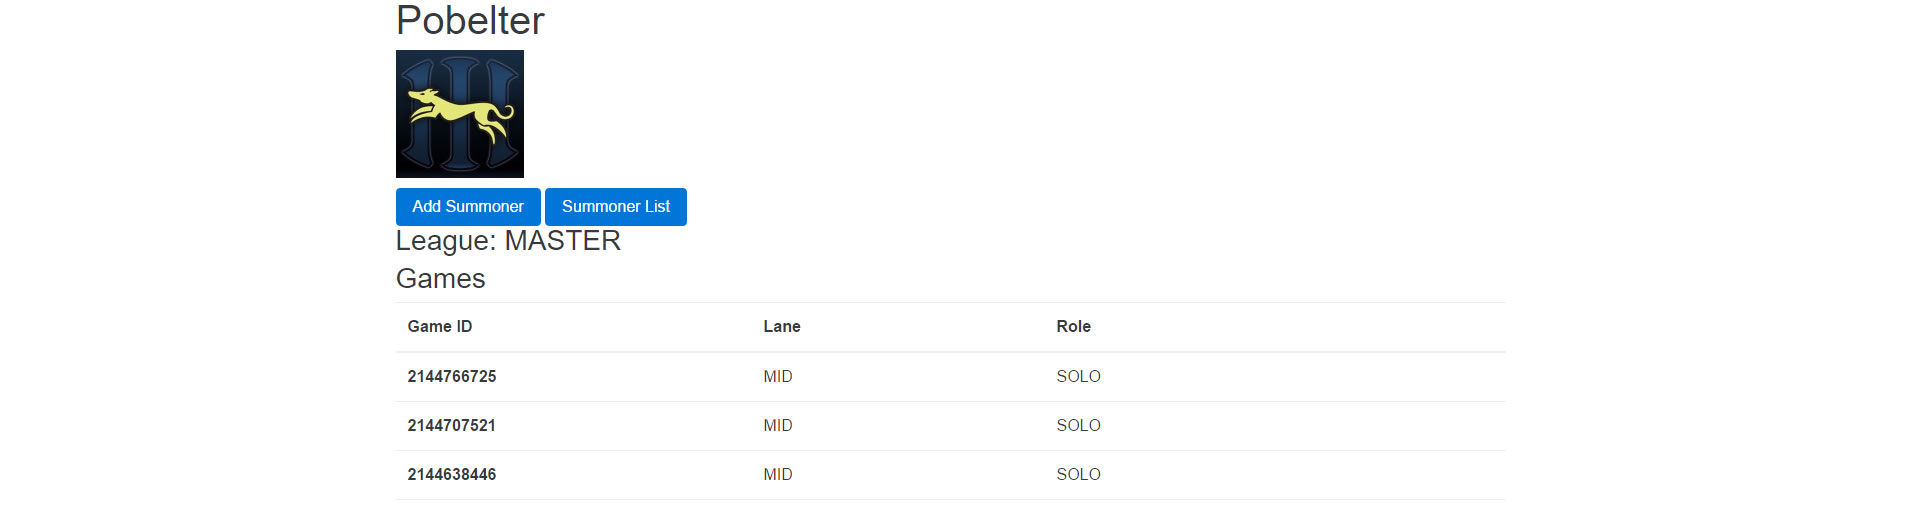 Pobelter
Add Summoner Summoner List
League: MASTER
Games
Game ID Lane Role
2144766725 MID SOLO
2144707521 MID SOLO
2144638446 MID SOLO